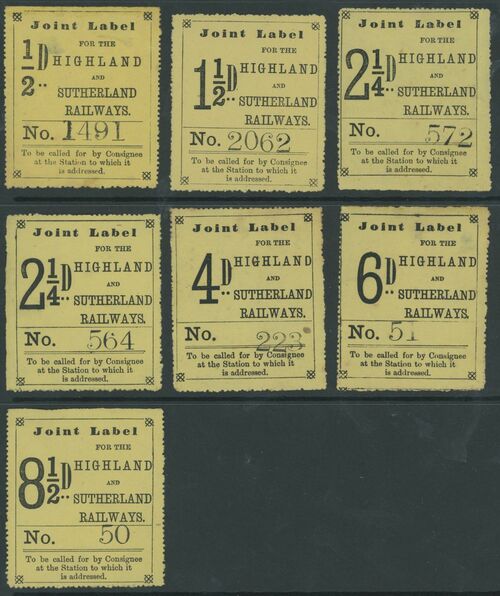 Joint Label
FOR THE
½D HIGHLAND
AND
SUTHERLAND
RAILWAYS.
No. 1491
To be called for by Consignee
at the Station to which it
is addressed.
Joint Label
FOR THE
1½D HIGHLAND
AND
SUTHERLAND
RAILWAYS.
No. 2062
To be called for by Consignee
at the Station to which it
is addressed.
Joint Label
FOR THE
2¼D HIGHLAND
AND
SUTHERLAND
RAILWAYS.
No. 572
To be called for by Consignee
at the Station to which it
is addressed.
Joint Label
FOR THE
2¼D HIGHLAND
AND
SUTHERLAND
RAILWAYS.
No. 564
To be called for by Consignee
at the Station to which it
is addressed.
Joint Label
FOR THE
4D HIGHLAND
AND
SUTHERLAND
RAILWAYS.
No. 223
To be called for by Consignee
at the Station to which it
is addressed.
Joint Label
FOR THE
6D HIGHLAND
AND
SUTHERLAND
RAILWAYS.
No. 51
To be called for by Consignee
at the Station to which it
is addressed.
Joint Label
FOR THE
8½D HIGHLAND
AND
SUTHERLAND
RAILWAYS.
No. 50
To be called for by Consignee
at the Station to which it
is addressed.